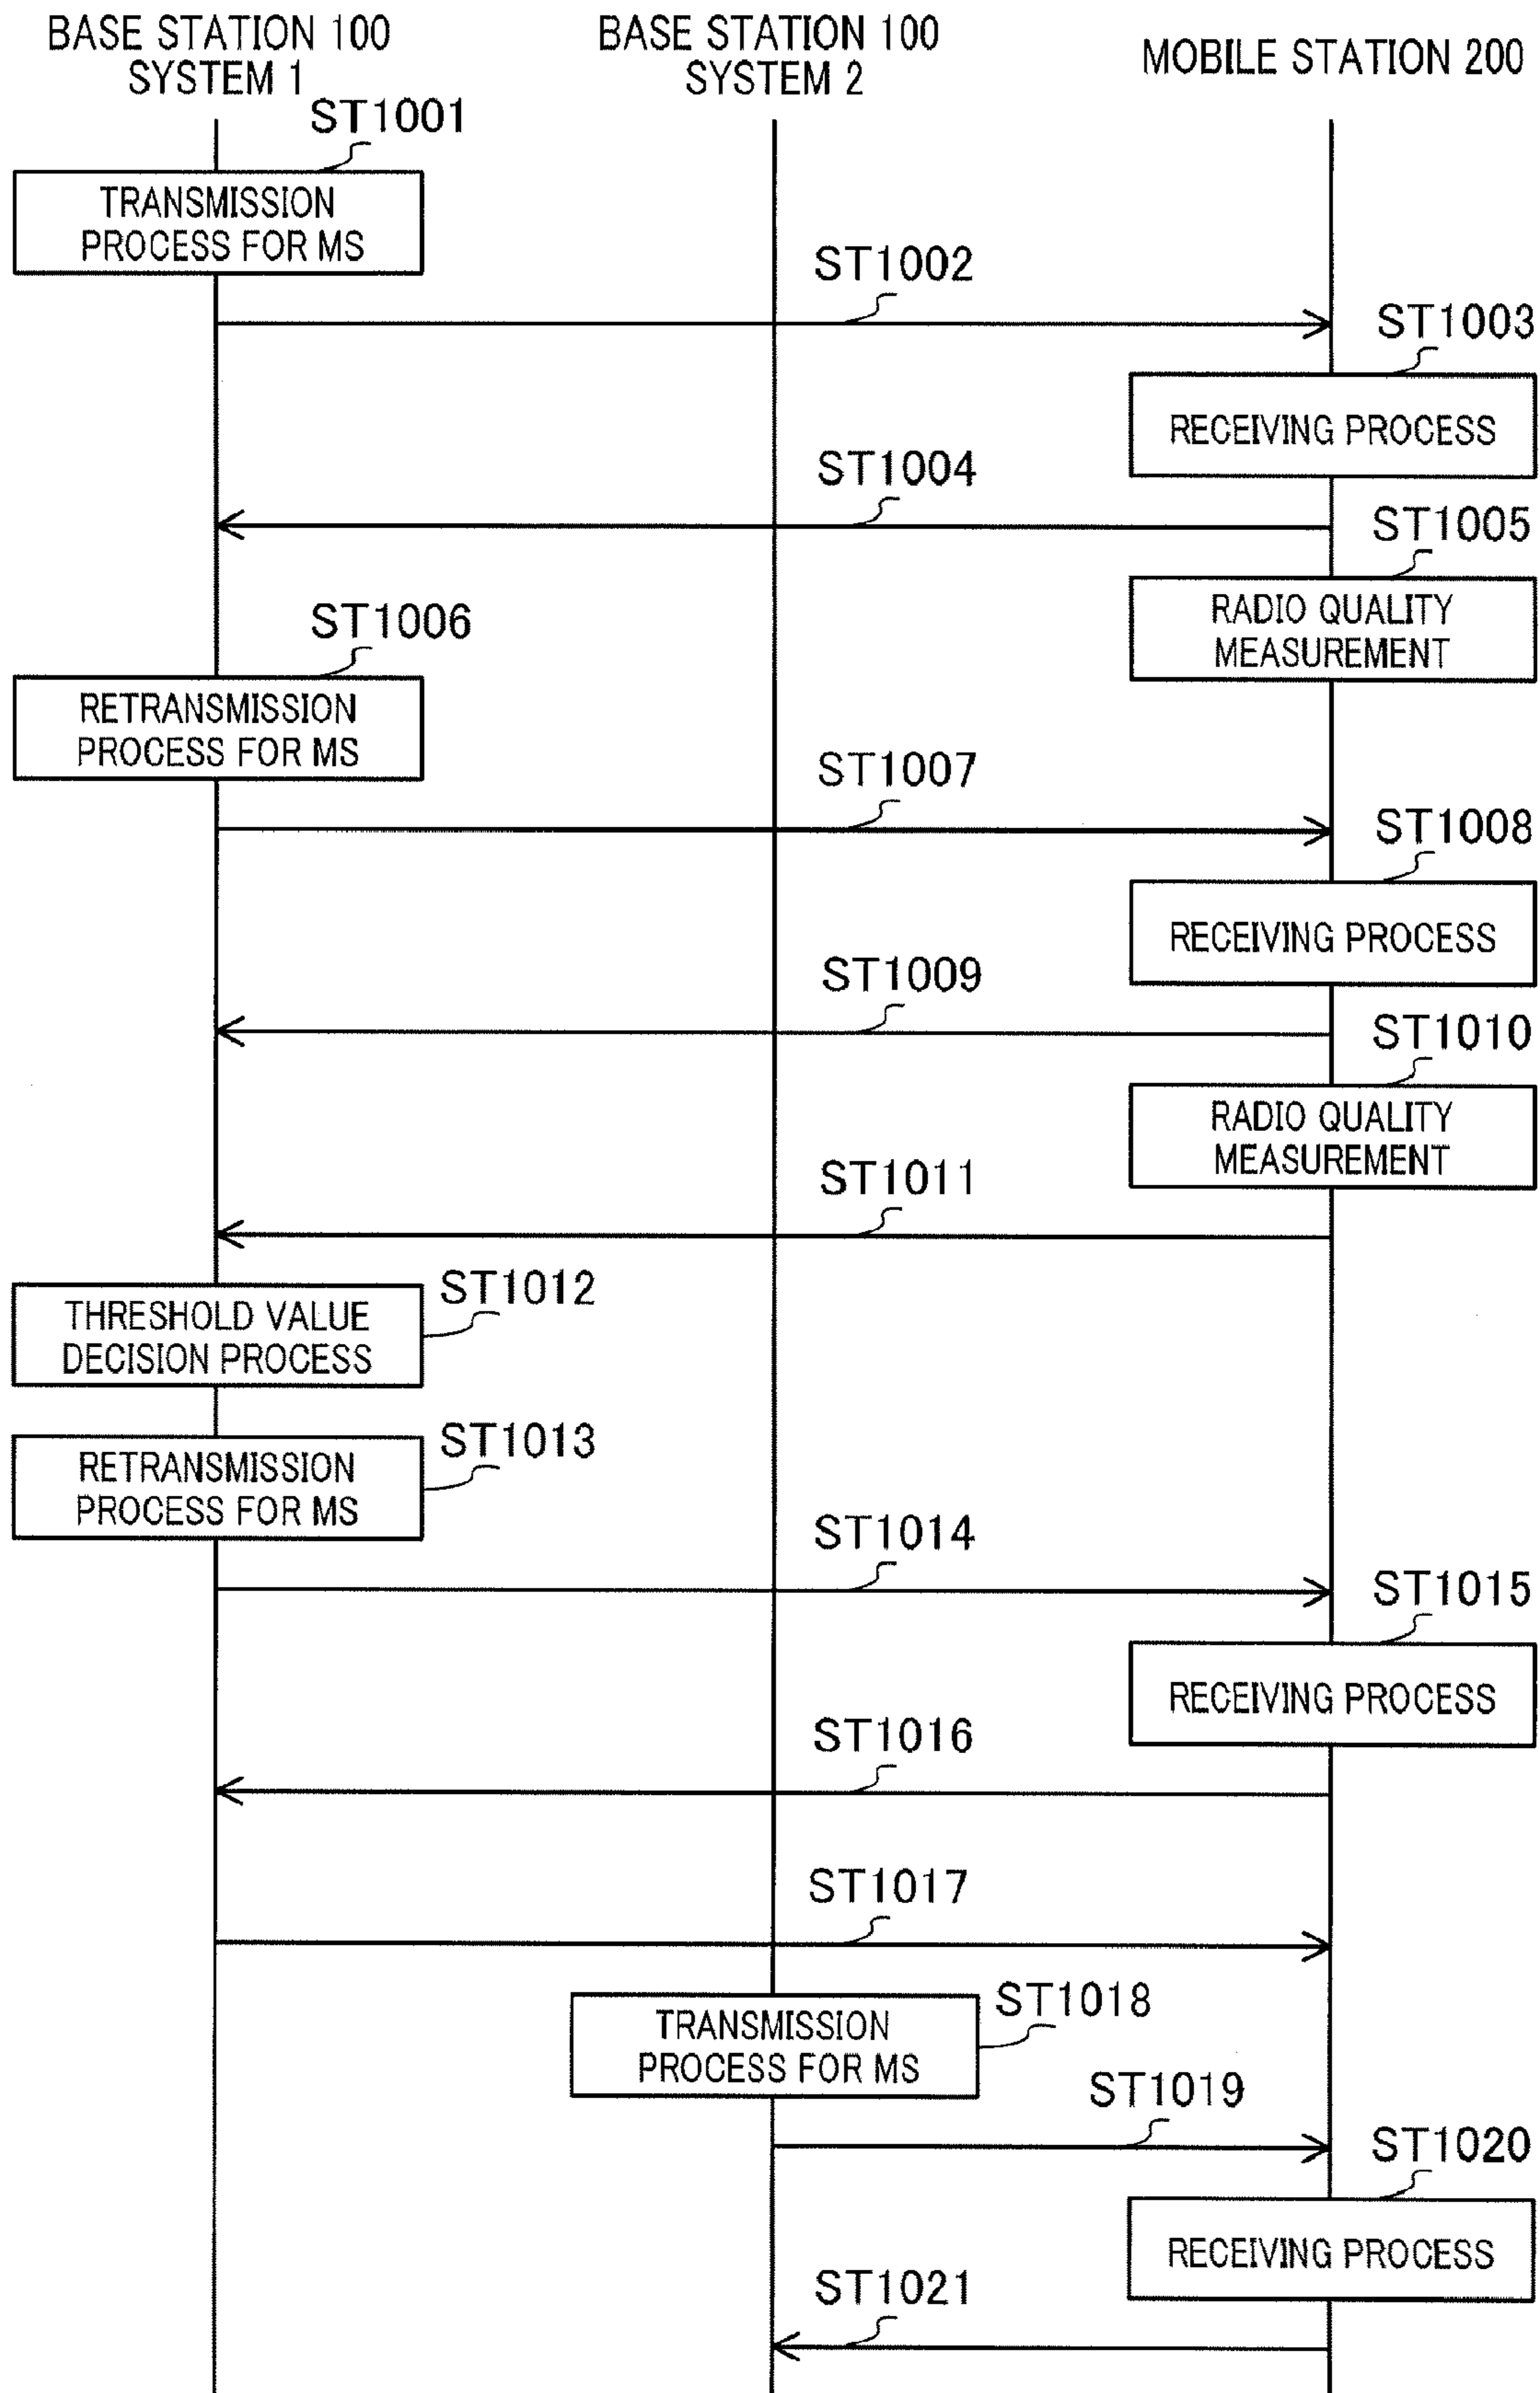 BASE STATION 100
SYSTEM 1
BASE STATION 100
SYSTEM 2
MOBILE STATION 200
ST1001
TRANSMISSION
PROCESS FOR MS
ST1002
ST1003
RECEIVING PROCESS
ST1004
ST1005
RADIO QUALITY
MEASUREMENT
ST1006
RETRANSMISSION
PROCESS FOR MS
ST1007
ST1008
RECEIVING PROCESS
ST1009
ST1010
RADIO QUALITY
MEASUREMENT
ST1011
ST1012
THRESHOLD VALUE
DECISION PROCESS
ST1013
RETRANSMISSION
PROCESS FOR MS
ST1014
ST1015
RECEIVING PROCESS
ST1016
ST1017
ST1018
TRANSMISSION
PROCESS FOR MS
ST1019
ST1020
RECEIVING PROCESS
ST1021